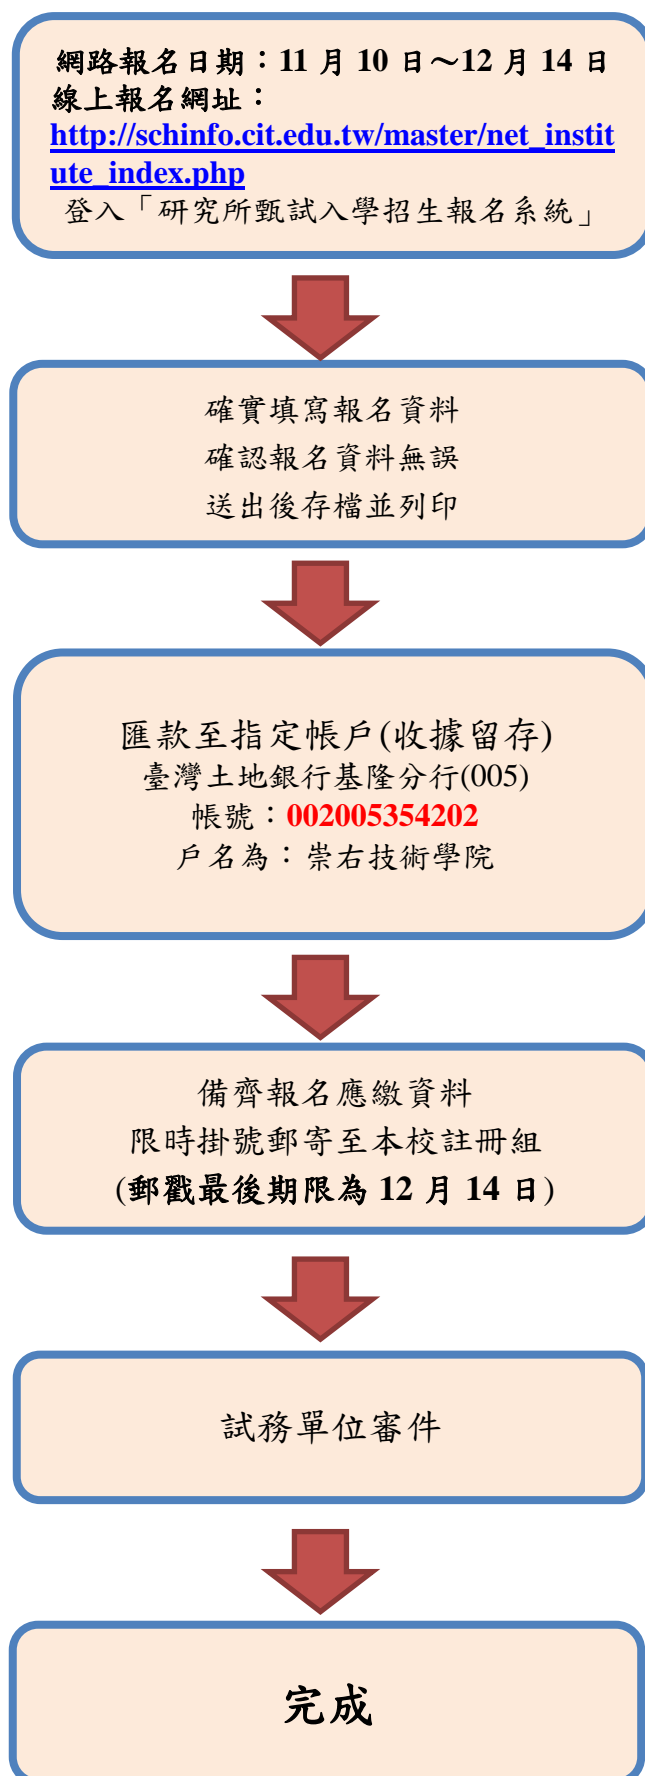 網路報名日期：11 月 10 日～12 月 14 日
線上報名網址：
http://schinfo.cit.edu.tw/master/net_instit
ute_index.php
登入「研究所甄試入學招生報名系統」
確實填寫報名資料
確認報名資料無誤
送出後存檔並列印
匯款至指定帳戶(收據留存)
臺灣土地銀行基隆分行(005)
帳號：002005354202
戶名為：崇右技術學院
備齊報名應繳資料
限時掛號郵寄至本校註冊組
(郵戳最後期限為 12 月 14 日)
試務單位審件
完成